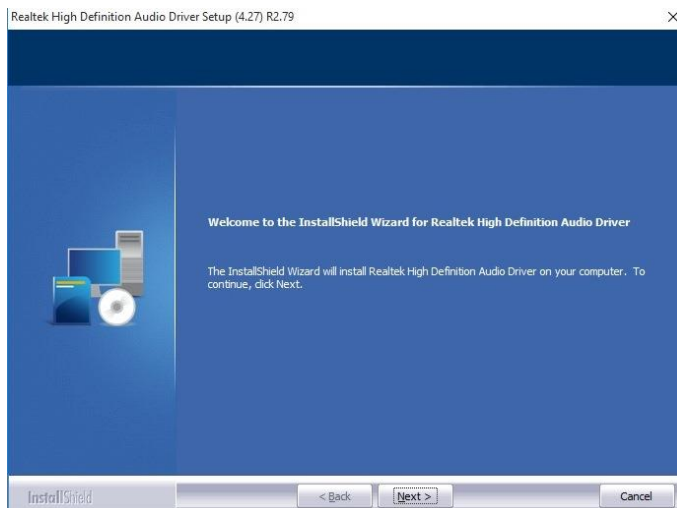 Realtek High Definition Audio Driver Setup (4.27) R2.79
Welcome to the InstallShield Wizard for Realtek High Definition Audio Driver
The InstallShield Wizard will install Realtek High Definition Audio Driver on your computer. To
continue, click Next.
InstallShield
< Back Next > Cancel